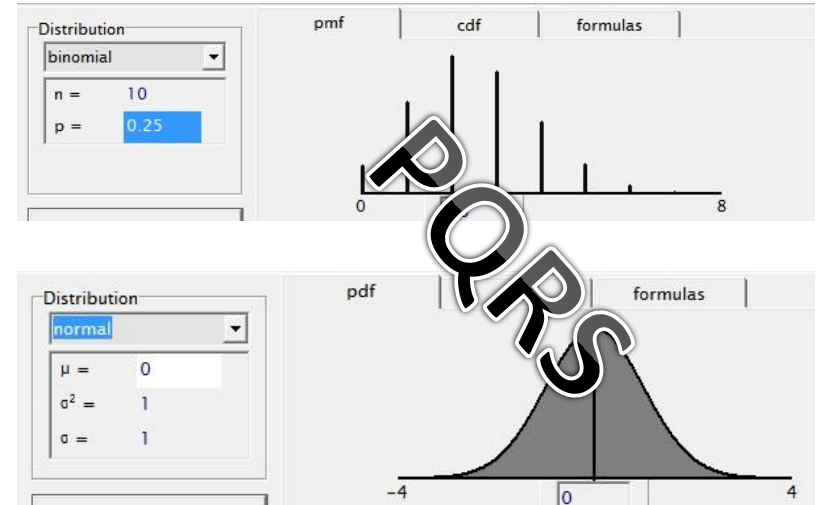 Distribution
pmf
cdf
formulas
binomial
n = 10
p = 0.25
0
8
PQRS
Distribution
pdf
formulas
normal
μ = 0
σ² = 1
σ = 1
-4
0
4